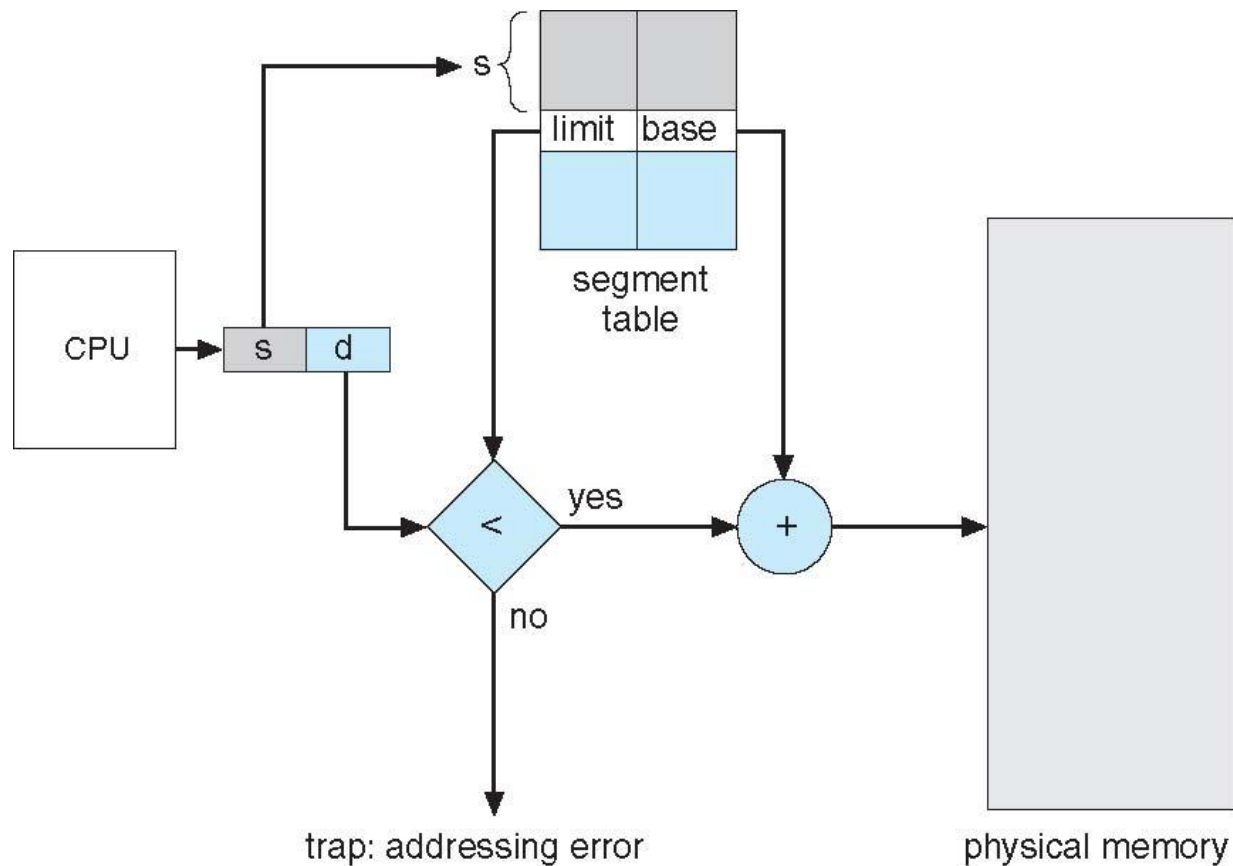 s
limit base
segment
table
CPU
s d
<
yes
+
no
trap: addressing error
physical memory